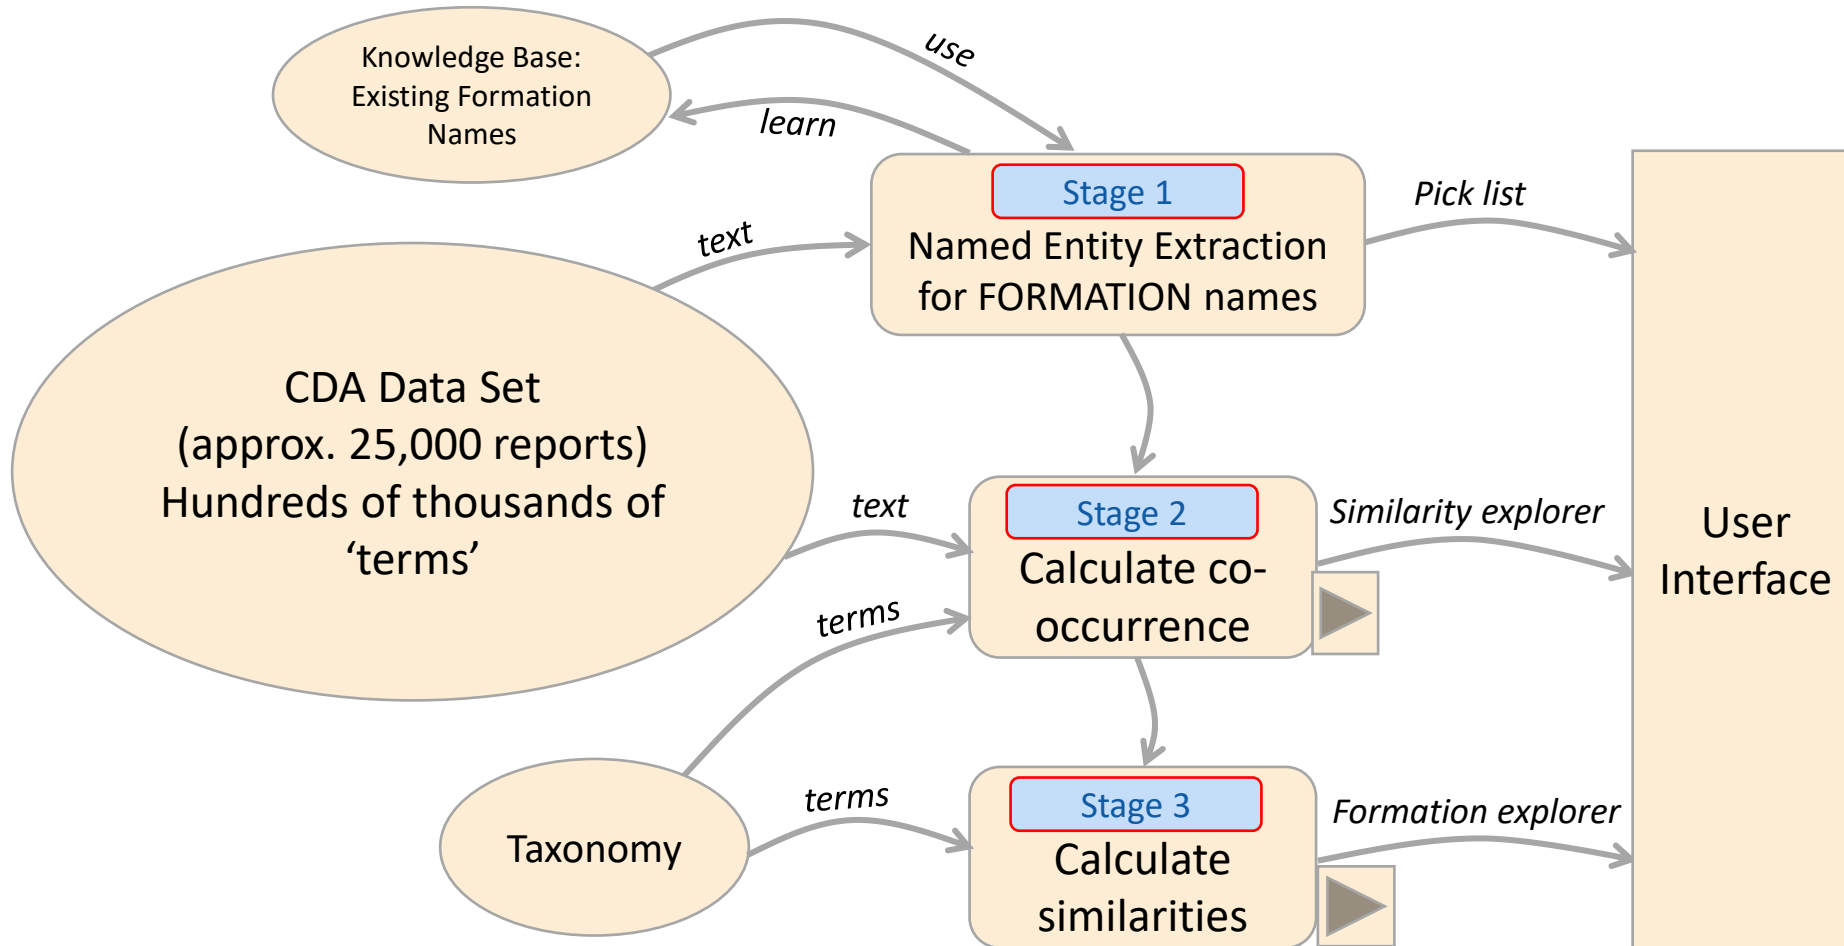 Knowledge Base:
Existing Formation
Names
use
learn
Stage 1
Named Entity Extraction
for FORMATION names
Pick list
text
CDA Data Set
(approx. 25,000 reports)
Hundreds of thousands of
‘terms’
text
terms
Stage 2
Calculate co-
occurrence
Similarity explorer
User
Interface
Taxonomy
terms
Stage 3
Calculate
similarities
Formation explorer